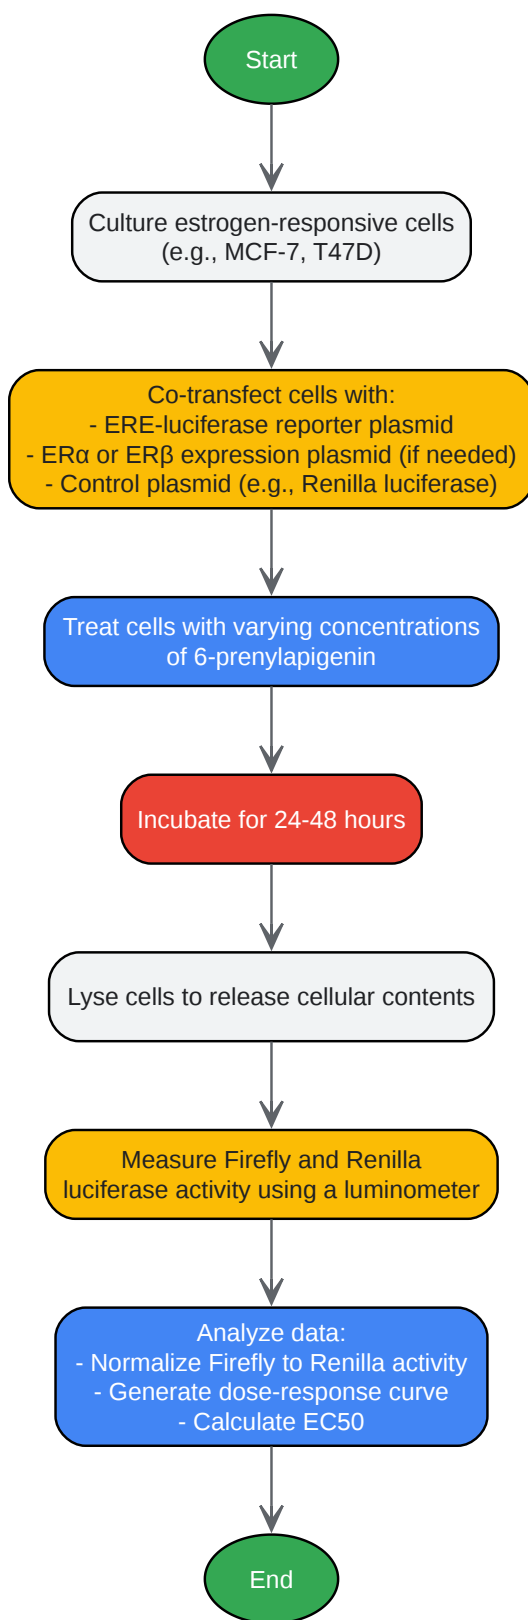 Start
Culture estrogen-responsive cells
(e.g., MCF-7, T47D)
Co-transfect cells with:
- ERE-luciferase reporter plasmid
- ERα or ERβ expression plasmid (if needed)
- Control plasmid (e.g., Renilla luciferase)
Treat cells with varying concentrations
of 6-prenylapigenin
Incubate for 24-48 hours
Lyse cells to release cellular contents
Measure Firefly and Renilla
luciferase activity using a luminometer
Analyze data:
- Normalize Firefly to Renilla activity
- Generate dose-response curve
- Calculate EC50
End